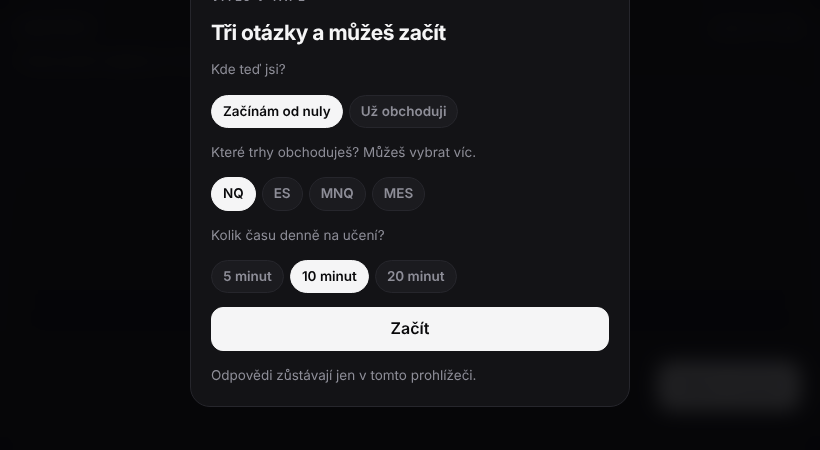 Tři otázky a můžeš začít
Kde teď jsi?
Začínám od nuly Už obchoduji
Které trhy obchoduješ? Můžeš vybrat víc.
NQ ES MNQ MES
Kolik času denně na učení?
5 minut 10 minut 20 minut
Začít
Odpovědi zůstávají jen v tomto prohlížeči.